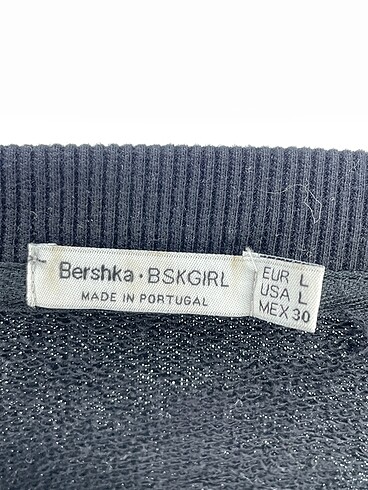 Bershka · BSKGIRL
MADE IN PORTUGAL
EUR L
USA L
MEX 30